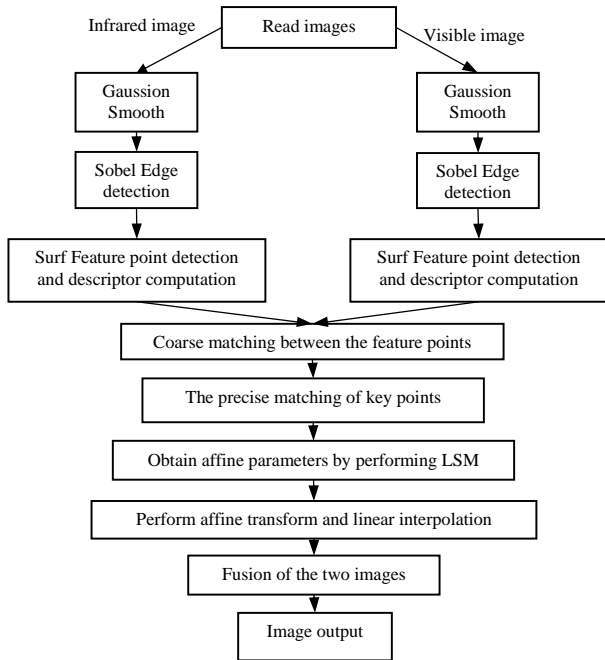 Infrared image
Read images
Visible image
Gaussion
Smooth
Gaussion
Smooth
Sobel Edge
detection
Sobel Edge
detection
Surf Feature point detection
and descriptor computation
Surf Feature point detection
and descriptor computation
Coarse matching between the feature points
The precise matching of key points
Obtain affine parameters by performing LSM
Perform affine transform and linear interpolation
Fusion of the two images
Image output